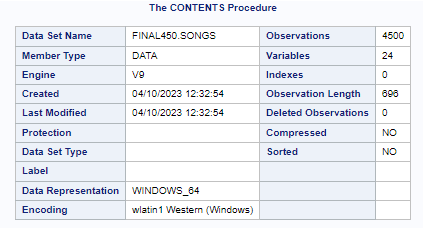 The CONTENTS Procedure
Data Set Name FINAL450.SONGS Observations 4500
Member Type DATA Variables 24
Engine V9 Indexes 0
Created 04/10/2023 12:32:54 Observation Length 696
Last Modified 04/10/2023 12:32:54 Deleted Observations 0
Protection Compressed NO
Data Set Type Sorted NO
Label
Data Representation WINDOWS_64
Encoding wlatin1 Western (Windows)